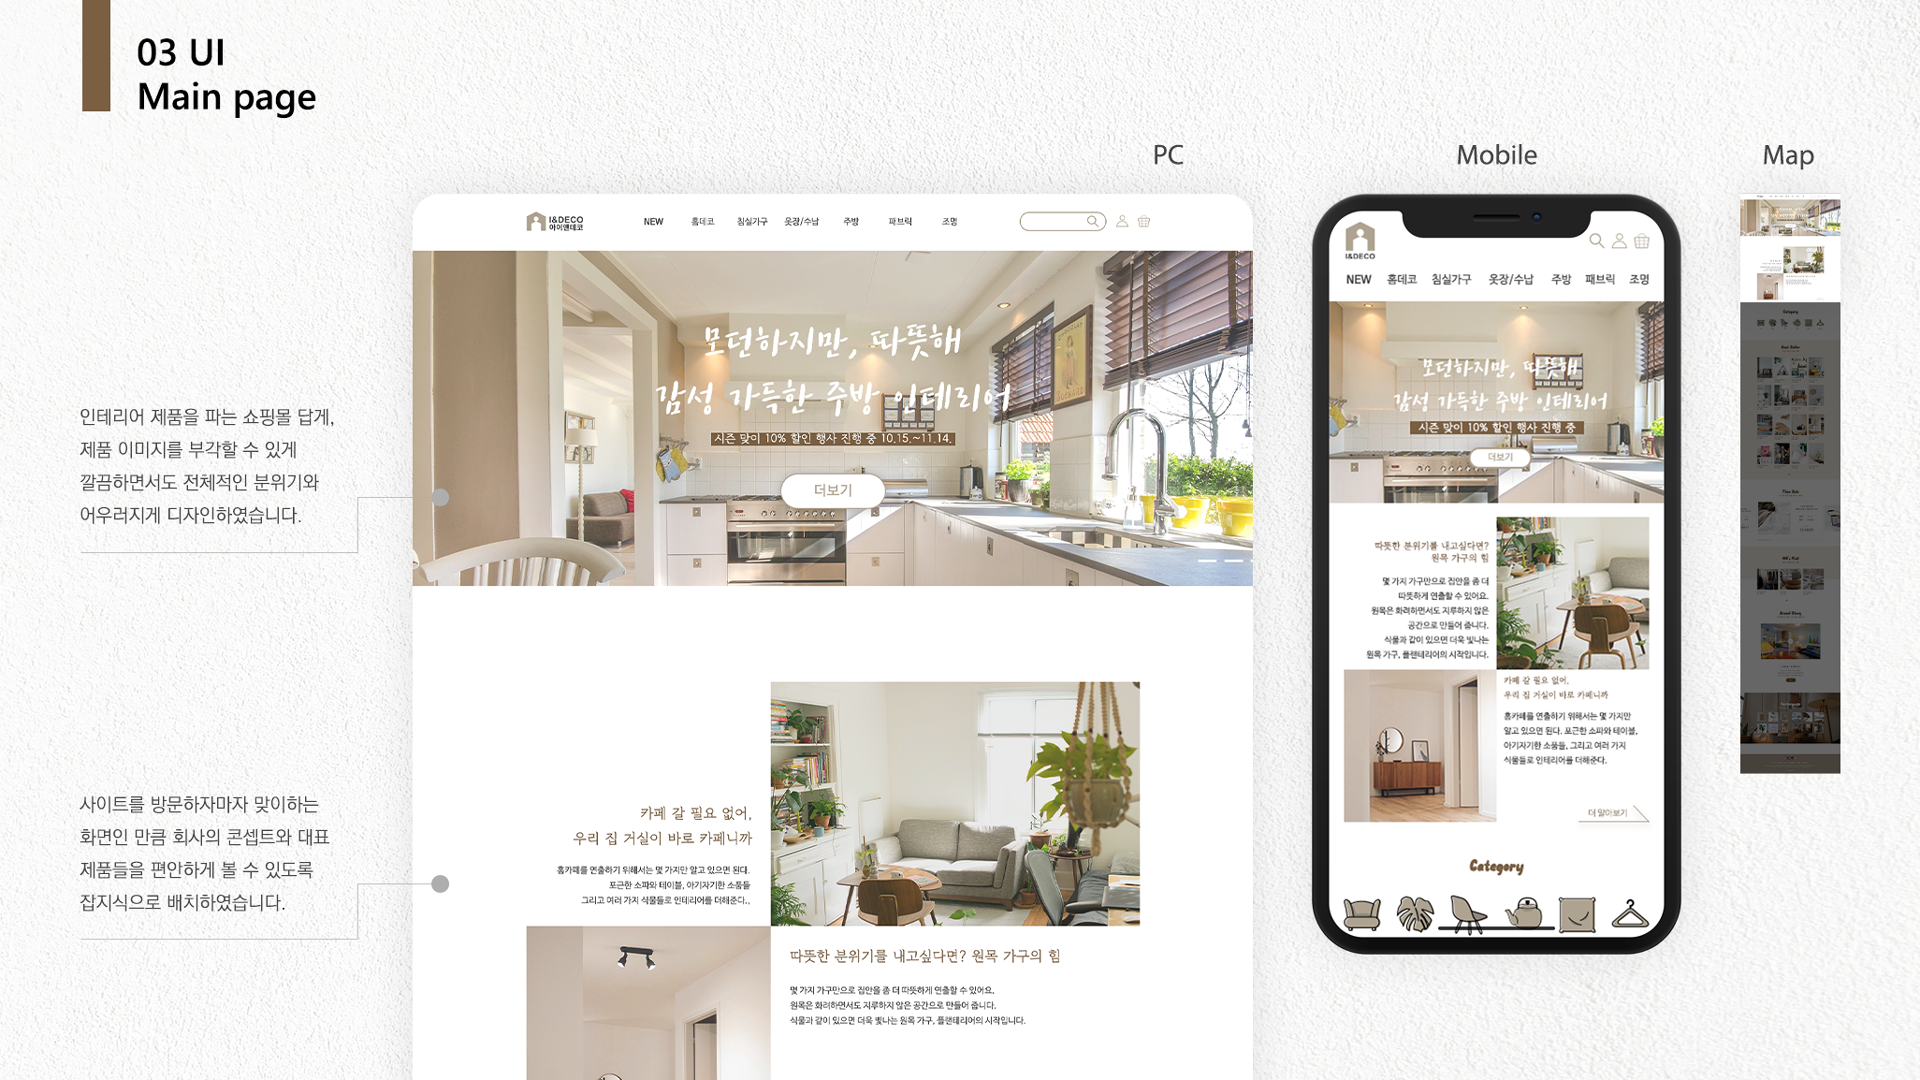 03 UI
Main page
PC
Mobile
Map
인테리어 제품을 파는 쇼핑몰 답게,
제품 이미지를 부각할 수 있게
깔끔하면서도 전체적인 분위기와
어우러지게 디자인하였습니다.
사이트를 방문하자마자 맞이하는
화면인 만큼 회사의 콘셉트와 대표
제품들을 편안하게 볼 수 있도록
잡지식으로 배치하였습니다.
I&DECO
아이앤데코
NEW 홈데코 침실가구 옷장/수납 주방 패브릭 조명
모던하지만, 따뜻해
감성 가득한 주방 인테리어
시즌 맞이 10% 할인 행사 진행 중 10.15.~11.14.
더보기
카페 갈 필요 없어,
우리 집 거실이 바로 카페니까
홈카페를 연출하기 위해서는 몇 가지만 알고 있으면 된다.
포근한 소파와 테이블, 아기자기한 소품들
그리고 여러 가지 식물들로 인테리어를 더해준다..
따뜻한 분위기를 내고싶다면? 원목 가구의 힘
몇 가지 가구만으로 집안을 좀 더 따뜻하게 연출할 수 있어요.
원목은 화려하면서도 지루하지 않은 공간으로 만들어 줍니다.
식물과 같이 있으면 더욱 빛나는 원목 가구, 플랜테리어의 시작입니다.
I&DECO
NEW 홈데코 침실가구 옷장/수납 주방 패브릭 조명
모던하지만, 따뜻해
감성 가득한 주방 인테리어
시즌 맞이 10% 할인 행사 진행 중
더보기
따뜻한 분위기를 내고싶다면?
원목 가구의 힘
몇 가지 가구만으로 집안을 좀 더
따뜻하게 연출할 수 있어요.
원목은 화려하면서도 지루하지 않은
공간으로 만들어 줍니다.
식물과 같이 있으면 더욱 빛나는
원목 가구, 플랜테리어의 시작입니다.
카페 갈 필요 없어,
우리 집 거실이 바로 카페니까
홈카페를 연출하기 위해서는 몇 가지만
알고 있으면 된다. 포근한 소파와 테이블,
아기자기한 소품들, 그리고 여러 가지
식물들로 인테리어를 더해준다.
더 알아보기
Category
Category
Best Seller
Time Sale
Brand Story